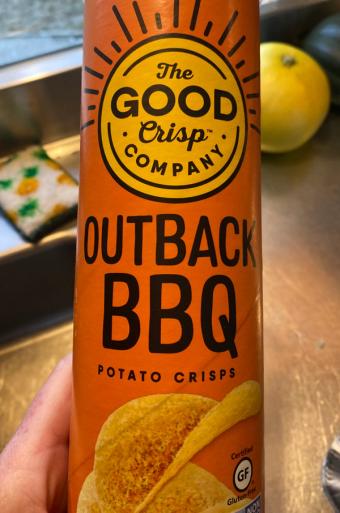 The
GOOD
Crisp™
COMPANY
OUTBACK
BBQ
POTATO CRISPS
Certified
GF
Gluten-Free